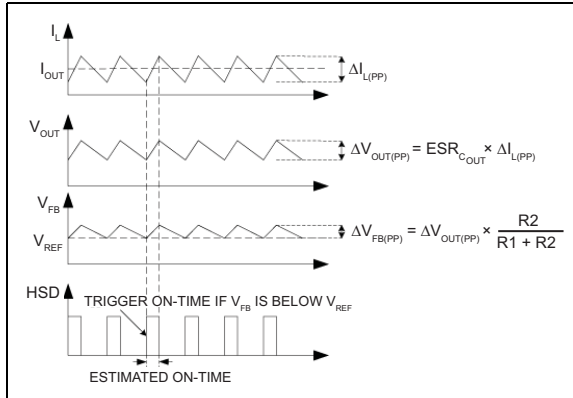 I_L
I_OUT
ΔI_L(PP)
V_OUT
ΔV_OUT(PP) = ESR_C_OUT × ΔI_L(PP)
V_FB
V_REF
ΔV_FB(PP) = ΔV_OUT(PP) × R2 / R1 + R2
HSD
TRIGGER ON-TIME IF V_FB IS BELOW V_REF
ESTIMATED ON-TIME